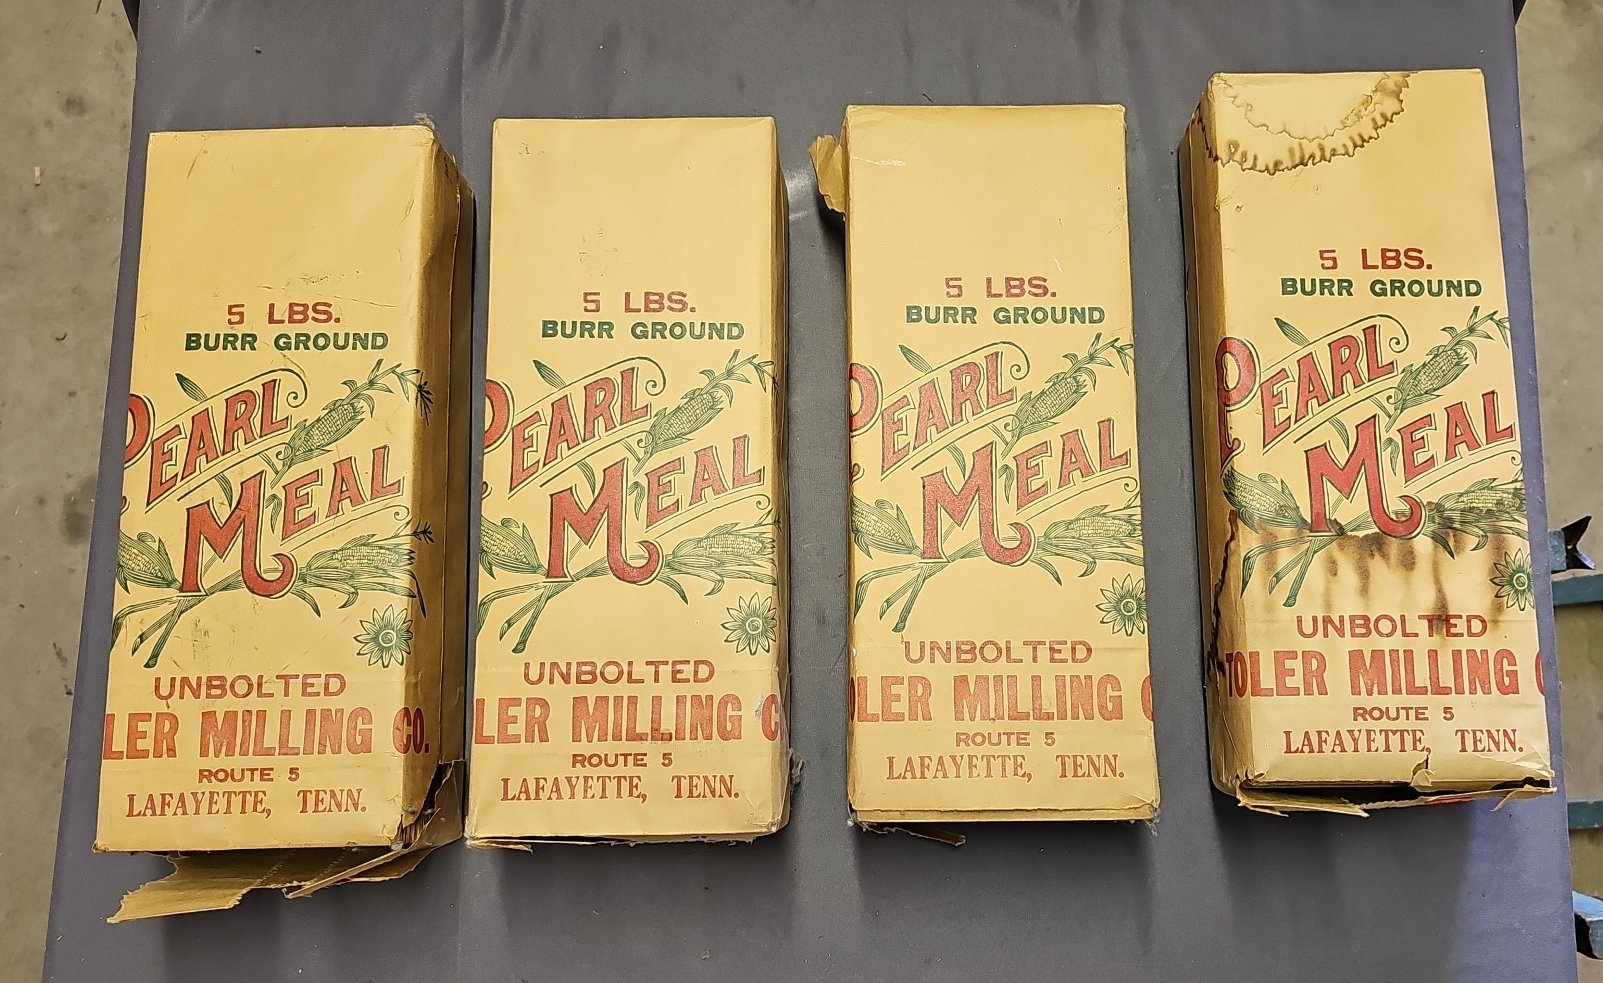 5 LBS.
BURR GROUND
PEARL
MEAL
UNBOLTED
LER MILLING CO.
ROUTE 5
LAFAYETTE, TENN.
5 LBS.
BURR GROUND
PEARL
MEAL
UNBOLTED
LER MILLING C
ROUTE 5
LAFAYETTE, TENN.
5 LBS.
BURR GROUND
PEARL
MEAL
UNBOLTED
OLER MILLING C
ROUTE 5
LAFAYETTE, TENN.
5 LBS.
BURR GROUND
PEARL
MEAL
UNBOLTED
TOLER MILLING C
ROUTE 5
LAFAYETTE, TENN.